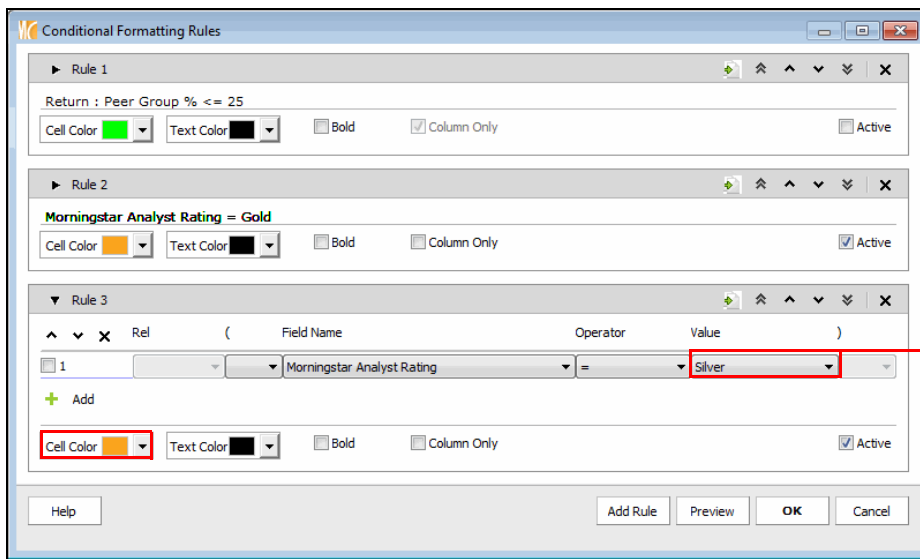 Conditional Formatting Rules
Rule 1
Return : Peer Group % <= 25
Cell Color Text Color Bold Column Only Active
Rule 2
Morningstar Analyst Rating = Gold
Cell Color Text Color Bold Column Only Active
Rule 3
Rel ( Field Name Operator Value )
1 Morningstar Analyst Rating = Silver
Add
Cell Color Text Color Bold Column Only Active
Help Add Rule Preview OK Cancel